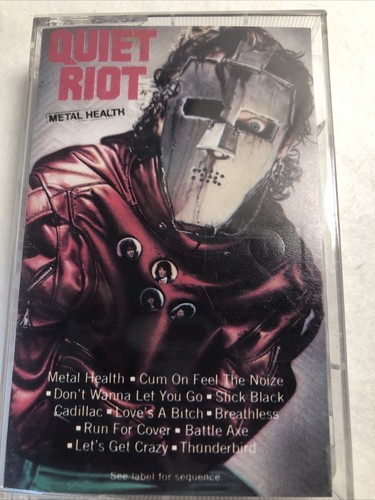 QUIET
RIOT
METAL HEALTH
Metal Health ▪ Cum On Feel The Noize
▪ Don't Wanna Let You Go ▪ Slick Black
Cadillac ▪ Love's A Bitch ▪ Breathless
▪ Run For Cover ▪ Battle Axe
▪ Let's Get Crazy ▪ Thunderbird
See label for sequence.